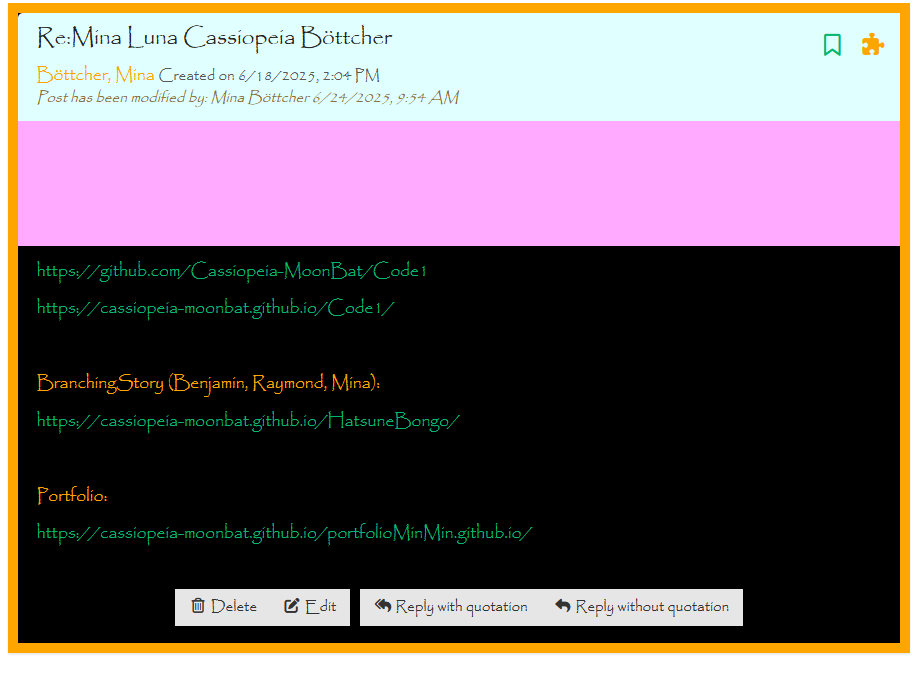 Re:Mina Luna Cassiopeia Böttcher
Böttcher, Mina Created on 6/18/2025, 2:04 PM
Post has been modified by: Mina Böttcher 6/24/2025, 9:54 AM
https://github.com/Cassiopeia-MoonBat/Code1
https://cassiopeia-moonbat.github.io/Code1/
BranchingStory (Benjamin, Raymond, Mina):
https://cassiopeia-moonbat.github.io/HatsuneBongo/
Portfolio:
https://cassiopeia-moonbat.github.io/portfolioMinMin.github.io/
Delete Edit Reply with quotation Reply without quotation